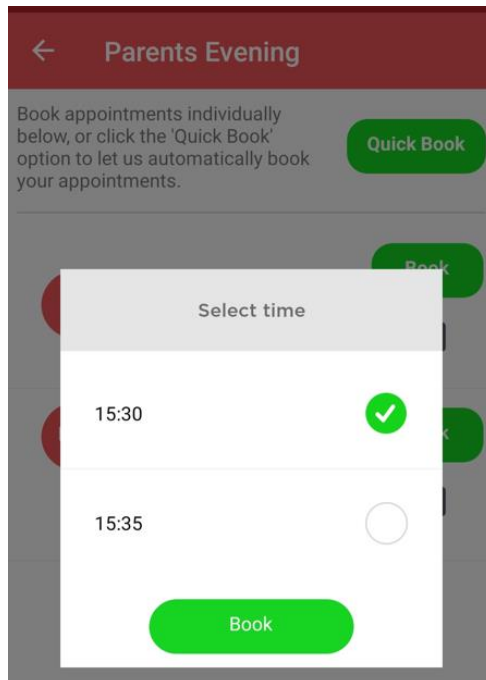 Parents Evening
Book appointments individually
below, or click the 'Quick Book'
option to let us automatically book
your appointments.
Quick Book
Book
Select time
15:30
15:35
Book